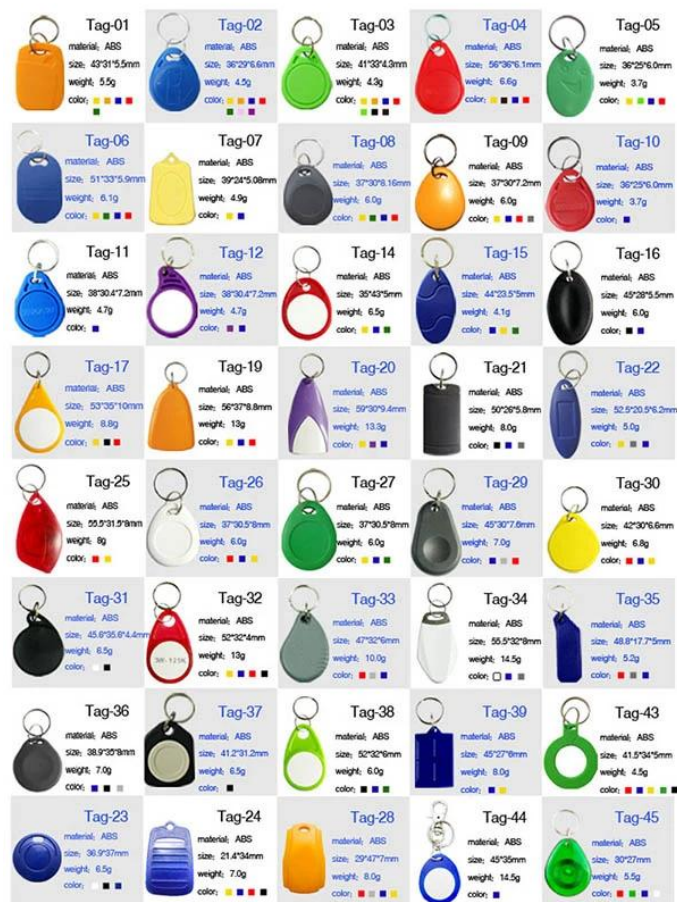 Tag-01
material: ABS
size: 43*31*5.5mm
weight: 5.5g
color:
Tag-02
material: ABS
size: 36*29*6.6mm
weight: 4.5g
color:
Tag-03
material: ABS
size: 41*33*4.3mm
weight: 4.3g
color:
Tag-04
material: ABS
size: 56*36*6.1mm
weight: 6.6g
color:
Tag-05
material: ABS
size: 36*25*6.0mm
weight: 3.7g
color:
Tag-06
material: ABS
size: 51*33*5.9mm
weight: 6.1g
color:
Tag-07
material: ABS
size: 39*24*5.08mm
weight: 4.9g
color:
Tag-08
material: ABS
size: 37*30*8.16mm
weight: 6.0g
color:
Tag-09
material: ABS
size: 37*30*7.2mm
weight: 6.0g
color:
Tag-10
material: ABS
size: 36*25*6.0mm
weight: 3.7g
color:
Tag-11
material: ABS
size: 38*30.4*7.2mm
weight: 4.7g
color:
Tag-12
material: ABS
size: 38*30.4*7.2mm
weight: 4.7g
color:
Tag-14
material: ABS
size: 35*43*5mm
weight: 6.5g
color:
Tag-15
material: ABS
size: 44*23.5*5mm
weight: 4.1g
color:
Tag-16
material: ABS
size: 45*28*5.5mm
weight: 6.0g
color:
Tag-17
material: ABS
size: 53*35*10mm
weight: 8.8g
color:
Tag-19
material: ABS
size: 56*37*8.8mm
weight: 13g
color:
Tag-20
material: ABS
size: 59*30*9.4mm
weight: 13.3g
color:
Tag-21
material: ABS
size: 50*26*5.8mm
weight: 8.0g
color:
Tag-22
material: ABS
size: 52.5*20.5*6.2mm
weight: 5.0g
color:
Tag-25
material: ABS
size: 55.5*31.5*8mm
weight: 8g
color:
Tag-26
material: ABS
size: 37*30.5*8mm
weight: 6.0g
color:
Tag-27
material: ABS
size: 37*30.5*8mm
weight: 6.0g
color:
Tag-29
material: ABS
size: 45*30*7.6mm
weight: 7.0g
color:
Tag-30
material: ABS
size: 42*30*6.6mm
weight: 6.8g
color:
Tag-31
material: ABS
size: 45.6*35.6*4.4mm
weight: 6.5g
color:
Tag-32
material: ABS
size: 52*32*4mm
weight: 13g
color:
Tag-33
material: ABS
size: 47*32*6mm
weight: 10.0g
color:
Tag-34
material: ABS
size: 55.5*32*8mm
weight: 14.5g
color:
Tag-35
material: ABS
size: 48.8*17.7*5mm
weight: 5.2g
color:
Tag-36
material: ABS
size: 38.9*35*8mm
weight: 7.0g
color:
Tag-37
material: ABS
size: 41.2*31.2mm
weight: 6.5g
color:
Tag-38
material: ABS
size: 52*32*6mm
weight: 6.0g
color:
Tag-39
material: ABS
size: 45*27*6mm
weight: 8.0g
color:
Tag-43
material: ABS
size: 41.5*34*5mm
weight: 4.5g
color:
Tag-23
material: ABS
size: 36.9*37mm
weight: 6.5g
color:
Tag-24
material: ABS
size: 21.4*34mm
weight: 7.0g
color:
Tag-28
material: ABS
size: 29*47*7mm
weight: 8.0g
color:
Tag-44
material: ABS
size: 45*35mm
weight: 14.5g
color:
Tag-45
material: ABS
size: 30*27mm
weight: 5.5g
color: